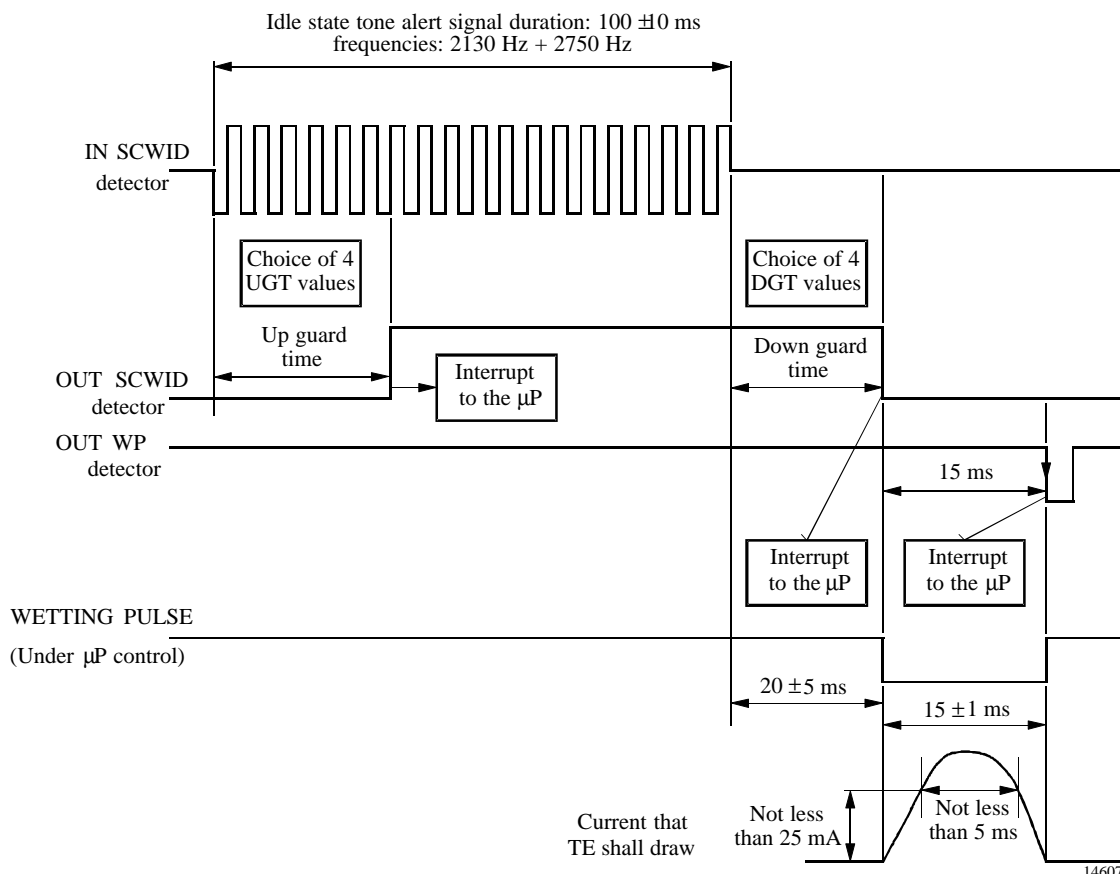 Idle state tone alert signal duration: 100 ±10 ms
frequencies: 2130 Hz + 2750 Hz
IN SCWID
detector
Choice of 4
UGT values
Choice of 4
DGT values
Up guard
time
Down guard
time
OUT SCWID
detector
Interrupt
to the µP
OUT WP
detector
15 ms
Interrupt
to the µP
Interrupt
to the µP
WETTING PULSE
(Under µP control)
20 ±5 ms
15 ±1 ms
Current that
TE shall draw
Not less
than 25 mA
Not less
than 5 ms
14607